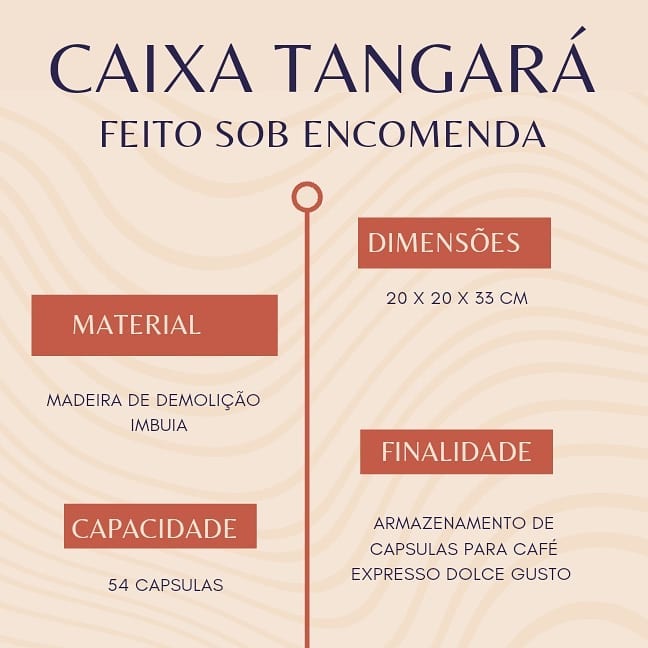 CAIXA TANGARÁ
FEITO SOB ENCOMENDA
DIMENSÕES
20 X 20 X 33 CM
MATERIAL
MADEIRA DE DEMOLIÇÃO
IMBUIA
FINALIDADE
ARMAZENAMENTO DE
CAPSULAS PARA CAFÉ
EXPRESSO DOLCE GUSTO
CAPACIDADE
54 CAPSULAS